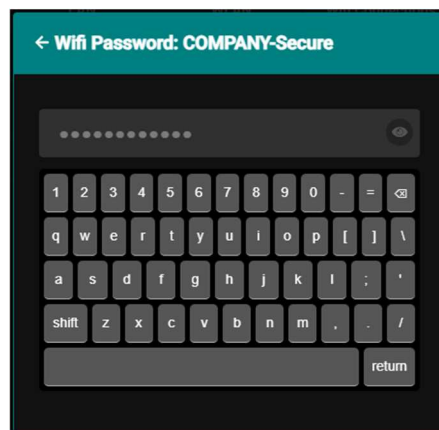 ← Wifi Password: COMPANY-Secure
••••••••••••
1 2 3 4 5 6 7 8 9 0 - =
q w e r t y u i o p [ ] \
a s d f g h j k l ; '
shift z x c v b n m , . /
return